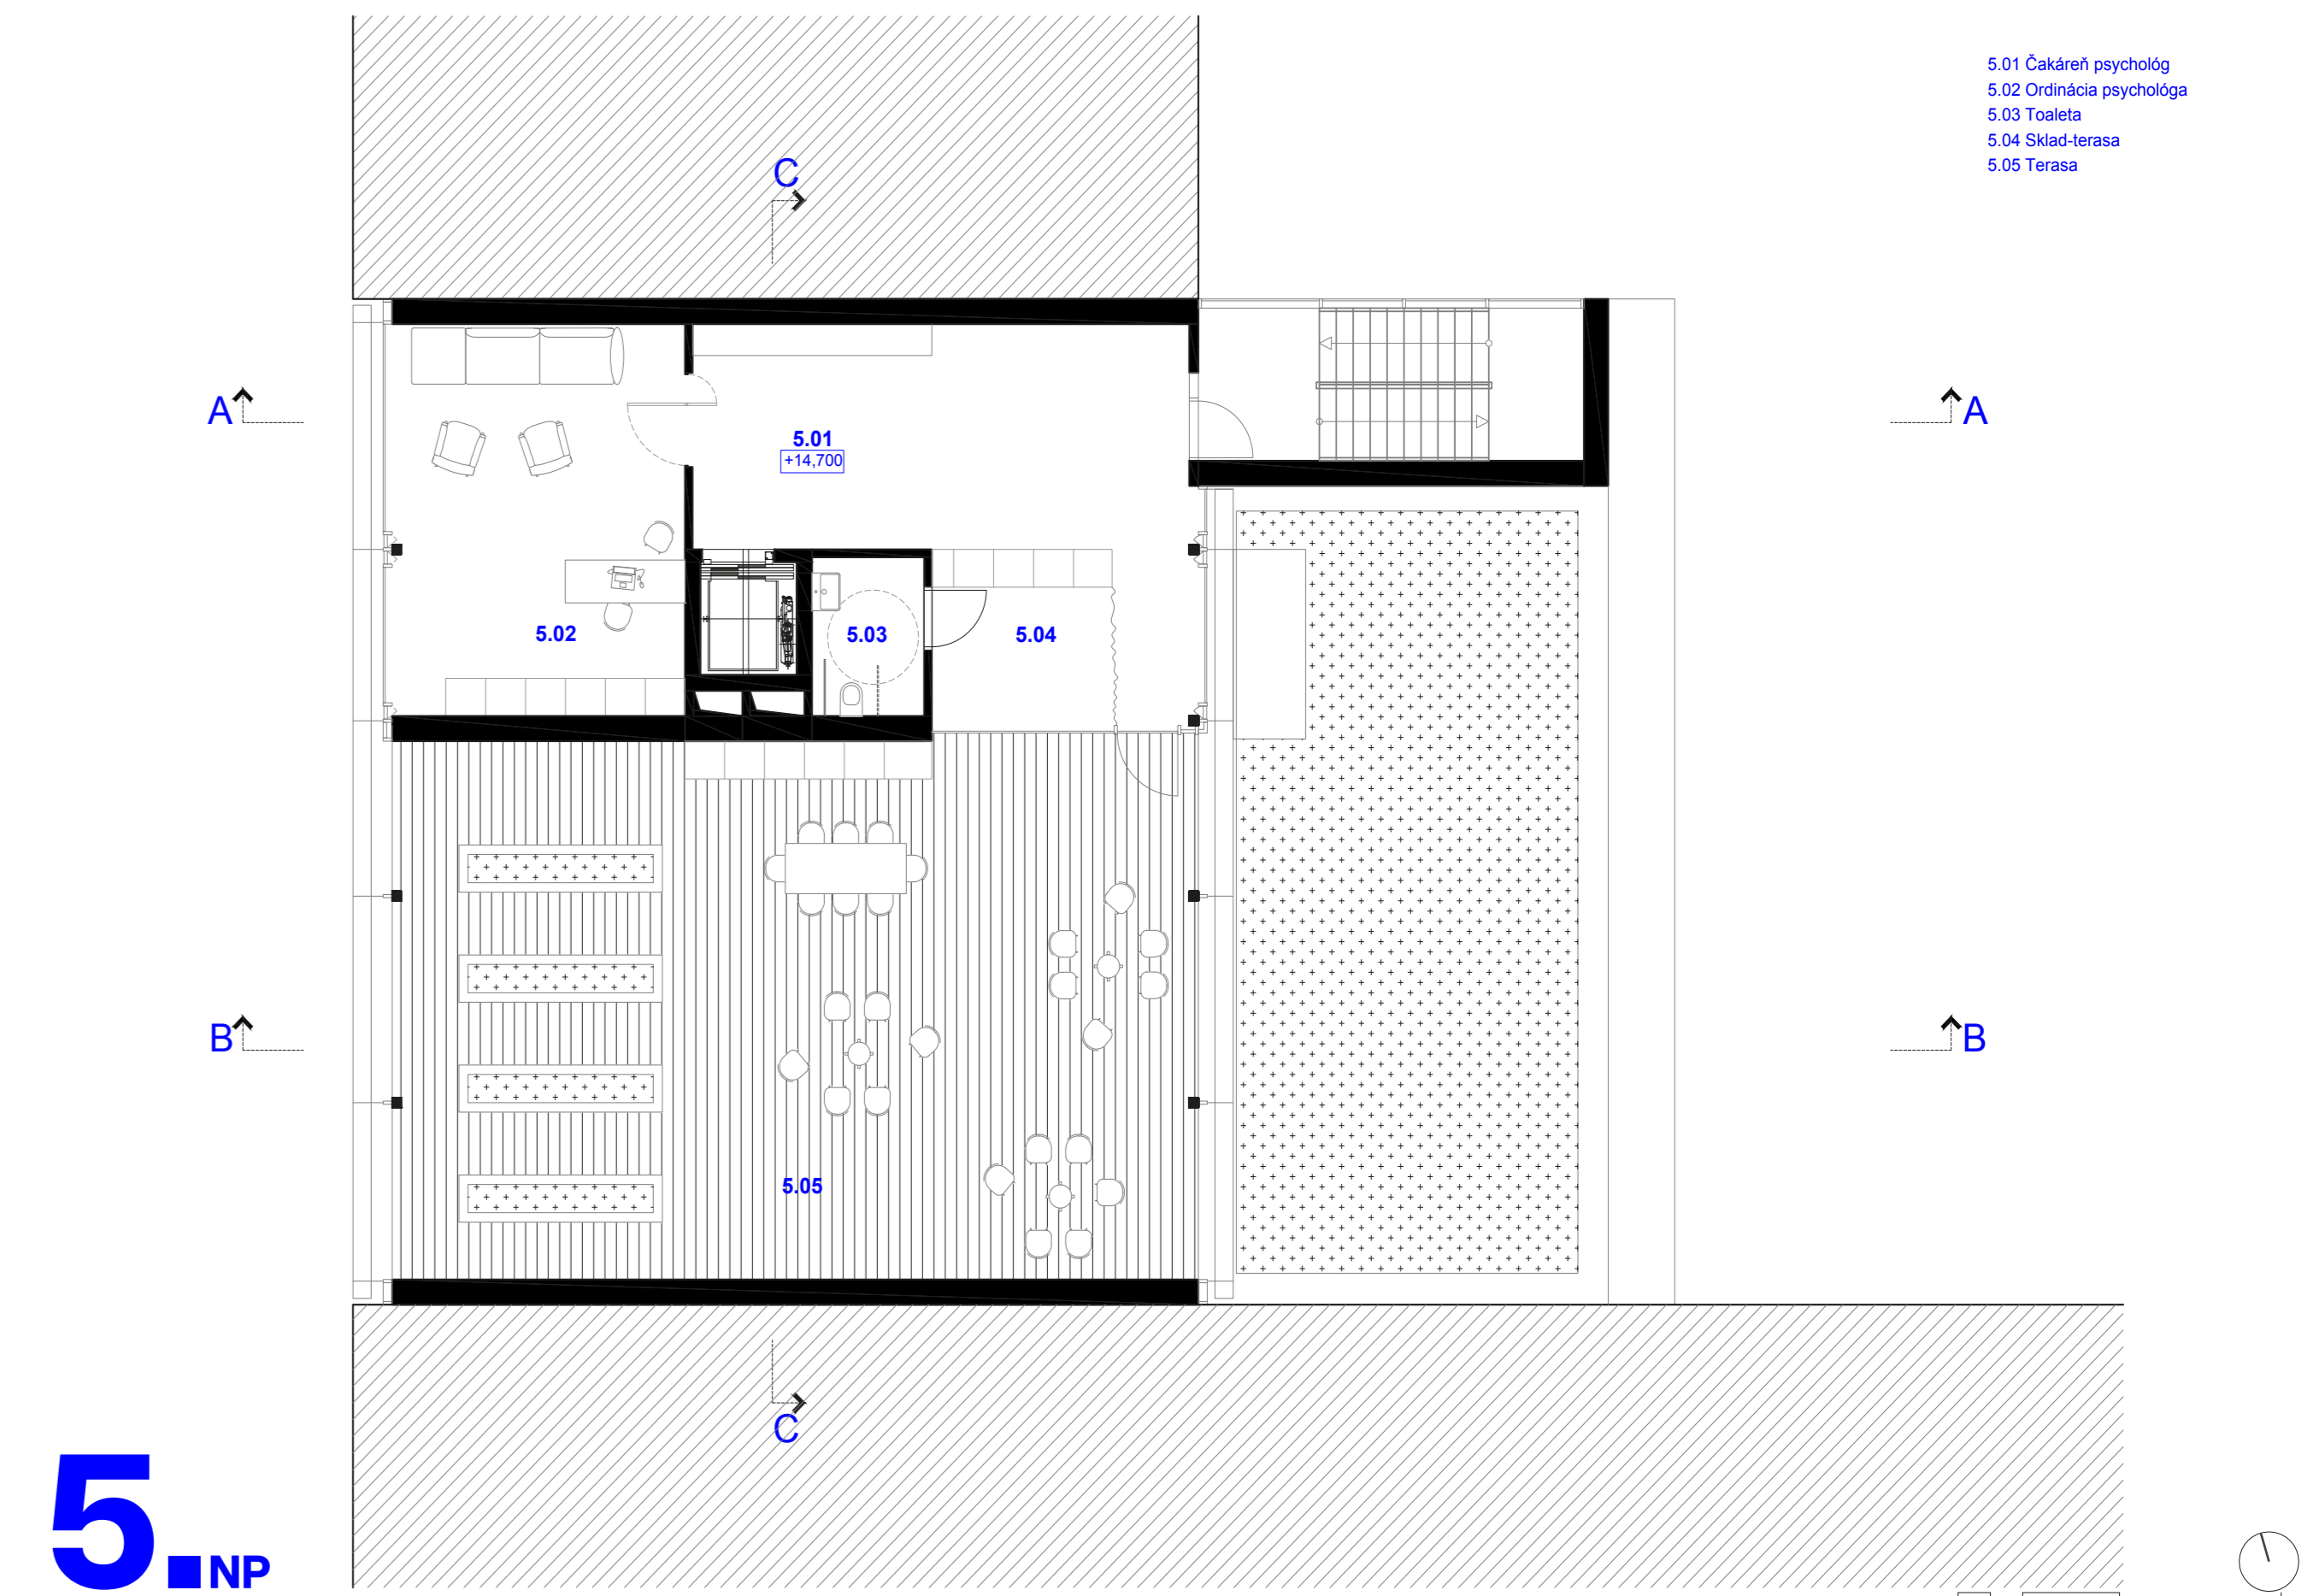 5.01 Čakáreň psychológ
5.02 Ordinácia psychológa
5.03 Toaleta
5.04 Sklad-terasa
5.05 Terasa
C
A
A
5.01
+14,700
5.02
5.03
5.04
B
B
5.05
C
5.NP